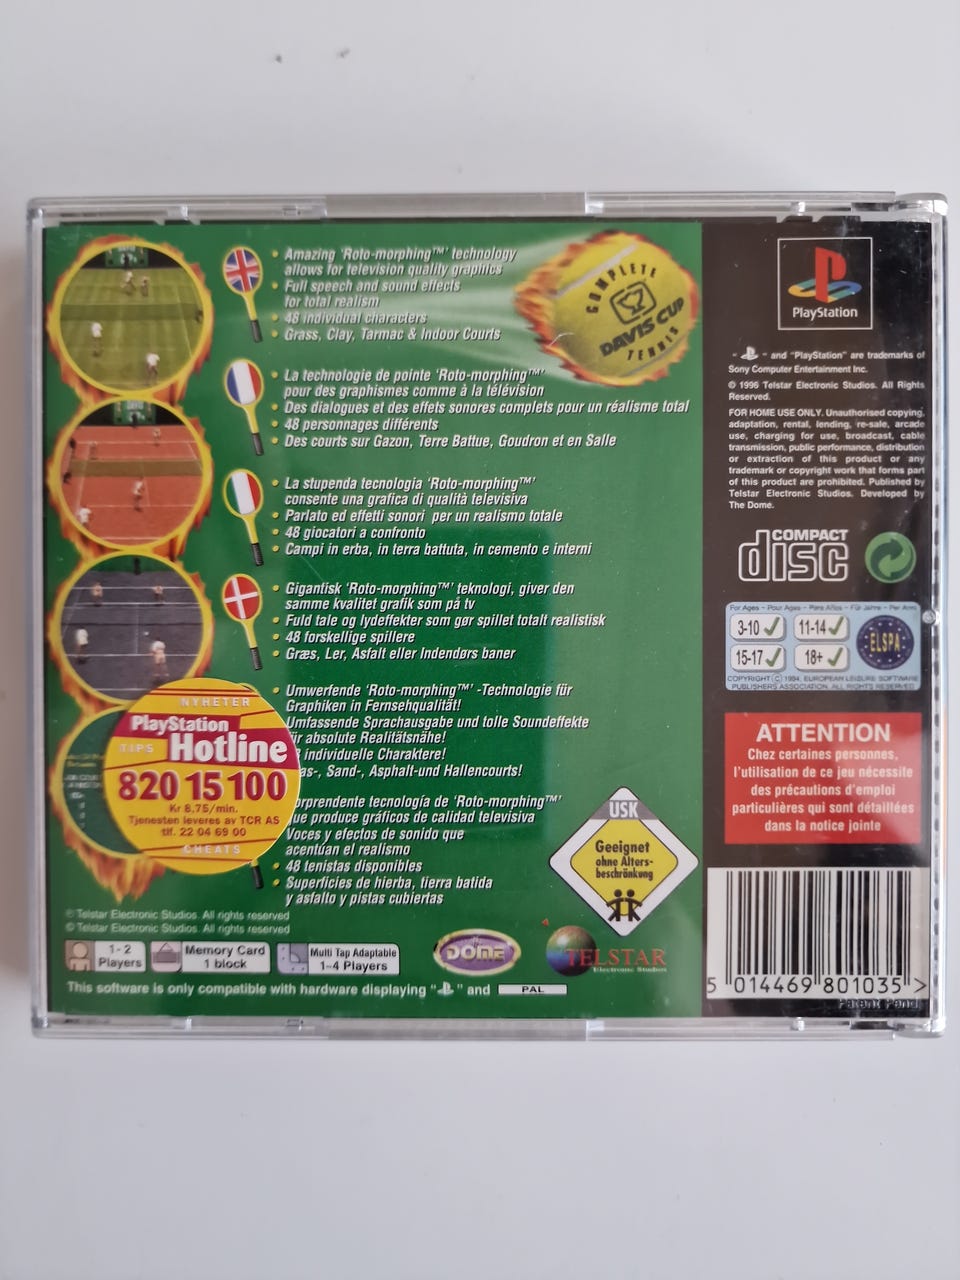 Amazing 'Roto-morphing™' technology
allows for television quality graphics
Full speech and sound effects
for total realism
48 individual characters
Grass, Clay, Tarmac & Indoor Courts
COMPLETE
DAVIS CUP
TENNIS
La technologie de pointe 'Roto-morphing™'
pour des graphismes comme à la télévision
Des dialogues et des effets sonores complets pour un réalisme total
48 personnages différents
Des courts sur Gazon, Terre Battue, Goudron et en Salle
La stupenda tecnologia 'Roto-morphing™'
consente una grafica di qualità televisiva
Parlato ed effetti sonori per un realismo totale
48 giocatori a confronto
Campi in erba, in terra battuta, in cemento e interni
Gigantisk 'Roto-morphing™' teknologi, giver den
samme kvalitet grafik som på tv
Fuld tale og lydeffekter som gør spillet totalt realistisk
48 forskellige spillere
Græs, Ler, Asfalt eller Indendørs baner
Umwerfende 'Roto-morphing™' -Technologie für
Graphiken in Fernsehqualität!
Umfassende Sprachausgabe und tolle Soundeffekte
für absolute Realitätsnähe!
individuelle Charaktere!
Sand-, Asphalt-und Hallencourts!
tecnología de 'Roto-morphing™'
que produce gráficos de calidad televisiva
Voces y efectos de sonido que
acentúan el realismo
48 tenistas disponibles
Superficies de hierba, tierra batida
y asfalto y pistas cubiertas
NYHETER
PlayStation
TIPS Hotline
820 15 100
Kr 8,75/min.
Tjenesten leveres av TCR AS
tlf. 22 04 69 00
CHEATS
℗ Telstar Electronic Studios. All rights reserved
© Telstar Electronic Studios. All rights reserved
1-2
Players
Memory Card
1 block
Multi Tap Adaptable
1-4 Players
This software is only compatible with hardware displaying " " and PAL
THE DOME
TELSTAR
Electronic Studios
USK
Geeignet
ohne Alters-
beschränkung
PlayStation
" " and "PlayStation" are trademarks of
Sony Computer Entertainment Inc.
© 1996 Telstar Electronic Studios. All Rights
Reserved.
FOR HOME USE ONLY. Unauthorised copying,
adaptation, rental, lending, re-sale, arcade
use, charging for use, broadcast, cable
transmission, public performance, distribution
or extraction of this product or any
trademark or copyright work that forms part
of this product are prohibited. Published by
Telstar Electronic Studios. Developed by
The Dome.
COMPACT
disc
For Ages - Pour Ages - Para Años - Für Jahre - Per Anni
3-10 11-14
15-17 18+
ELSPA
COPYRIGHT © 1994, EUROPEAN LEISURE SOFTWARE
PUBLISHERS ASSOCIATION. ALL RIGHTS RESERVED
ATTENTION
Chez certaines personnes,
l'utilisation de ce jeu nécessite
des précautions d'emploi
particulières qui sont détaillées
dans la notice jointe
5 014469 801035 >
Patent Pend